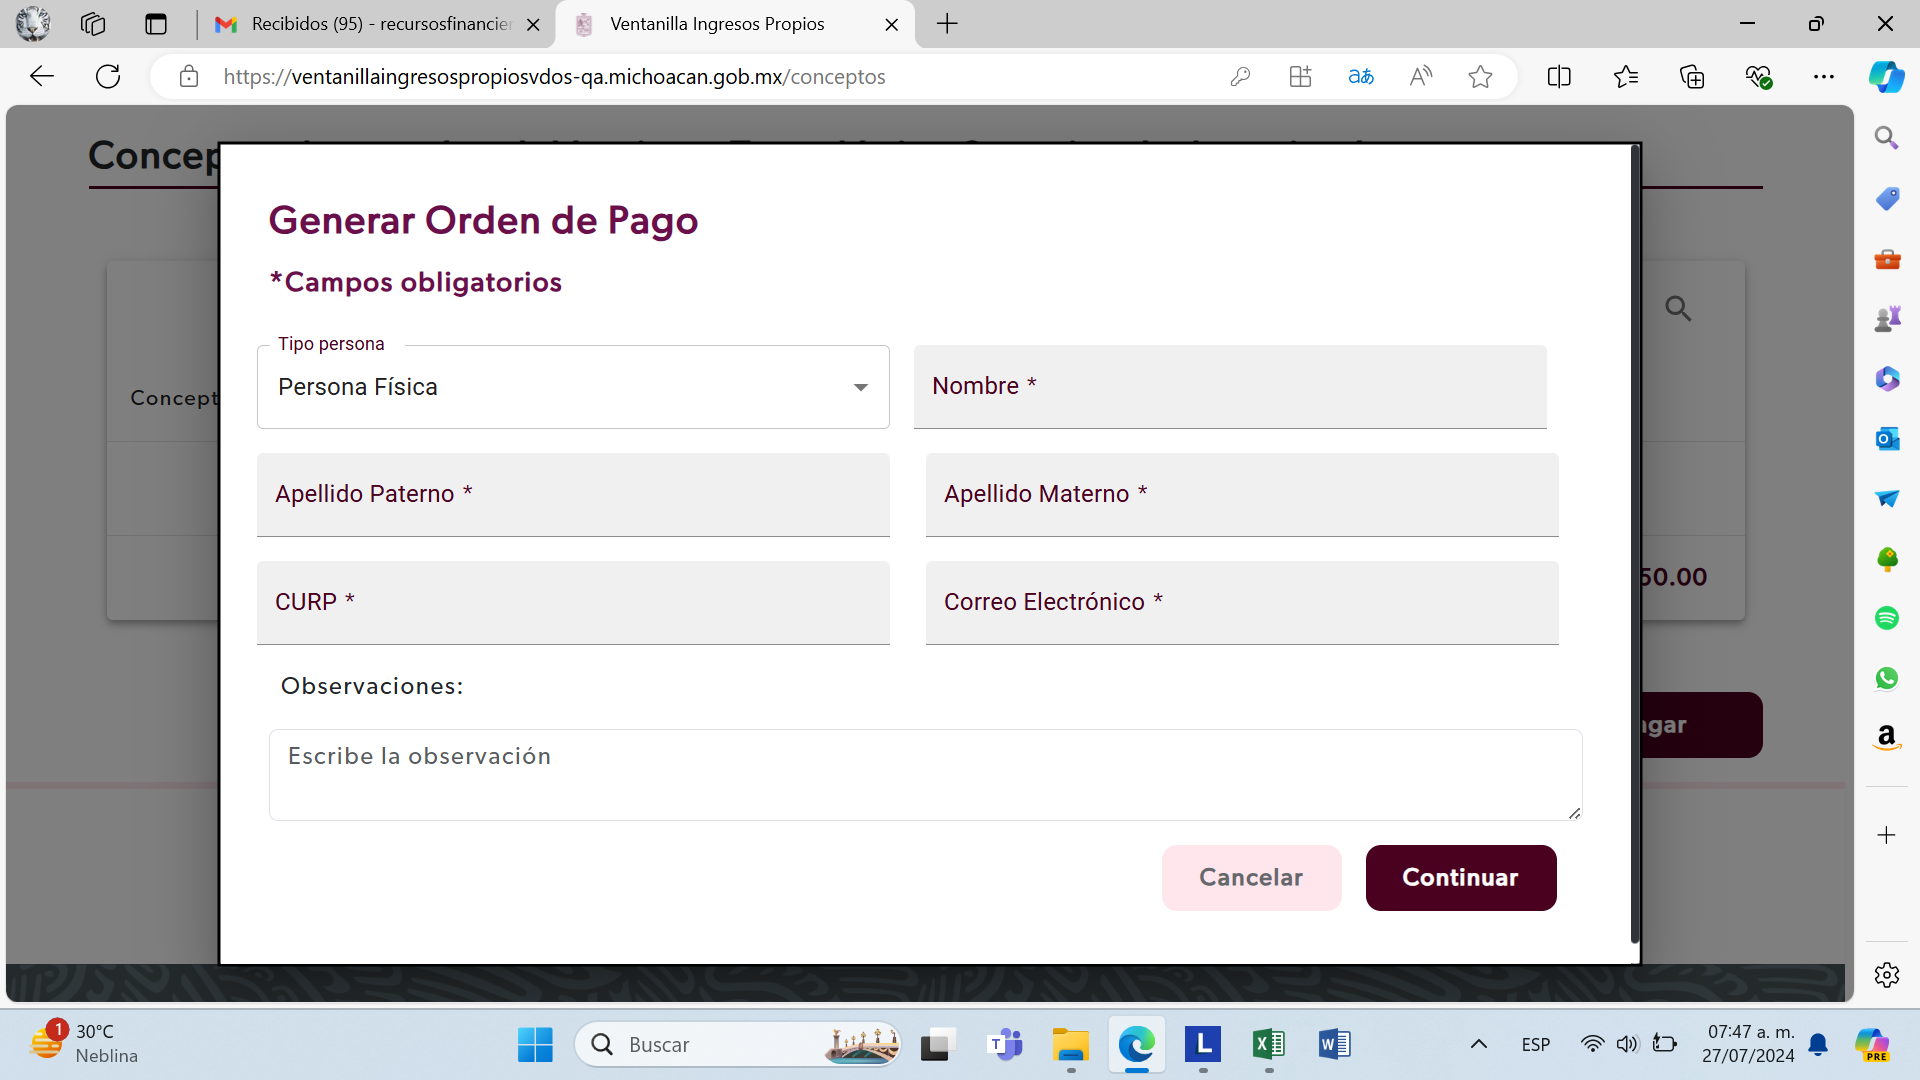 Recibidos (95) - recursosfinancier
Ventanilla Ingresos Propios
https://ventanillaingresospropiosvdos-qa.michoacan.gob.mx/conceptos
Generar Orden de Pago
*Campos obligatorios
Tipo persona
Persona Física
Nombre *
Concept
Apellido Paterno *
Apellido Materno *
50.00
CURP *
Correo Electrónico *
Observaciones:
Escribe la observación
Cancelar
Continuar
1
30°C
Neblina
Buscar
ESP
07:47 a. m.
27/07/2024
PRE